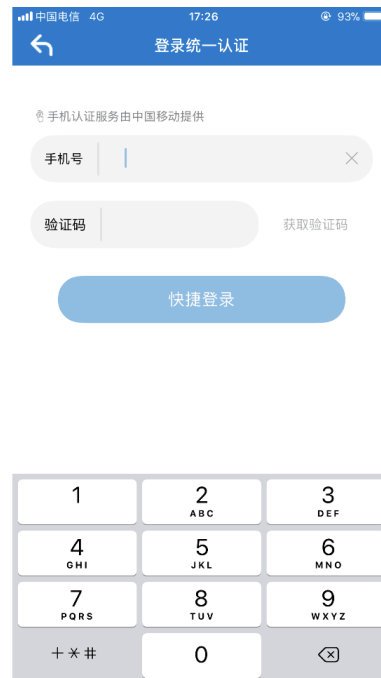 中国电信 4G 17:26 93%
登录统一认证
手机认证服务由中国移动提供
手机号
验证码 获取验证码
快捷登录
1 2 3
ABC DEF
4 5 6
GHI JKL MNO
7 8 9
PQRS TUV WXYZ
+*# 0